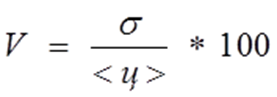 V = σ / <ц> * 100